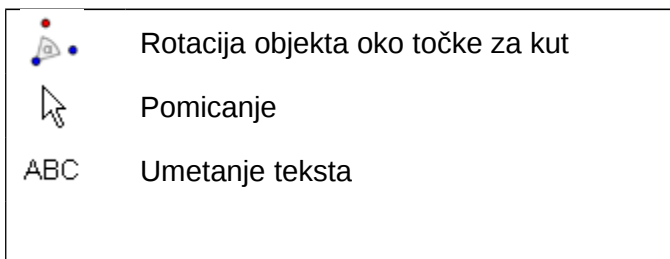 Rotacija objekta oko točke za kut
Pomicanje
ABC Umetanje teksta